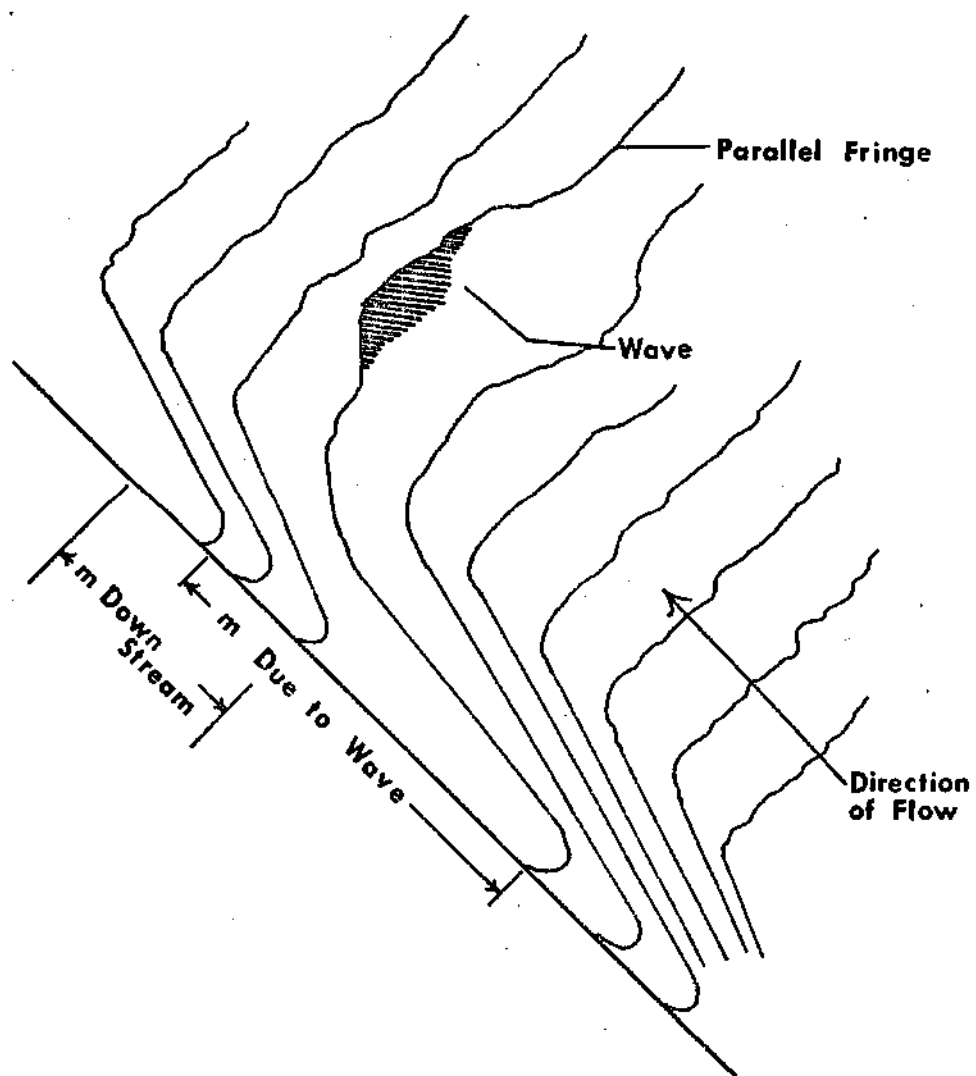 Parallel Fringe
Wave
m Down
Stream
m Due to Wave
Direction
of Flow